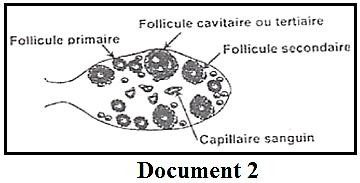 Follicule cavitaire ou tertiaire
Follicule primaire
Follicule secondaire
Capillaire sanguin
Document 2